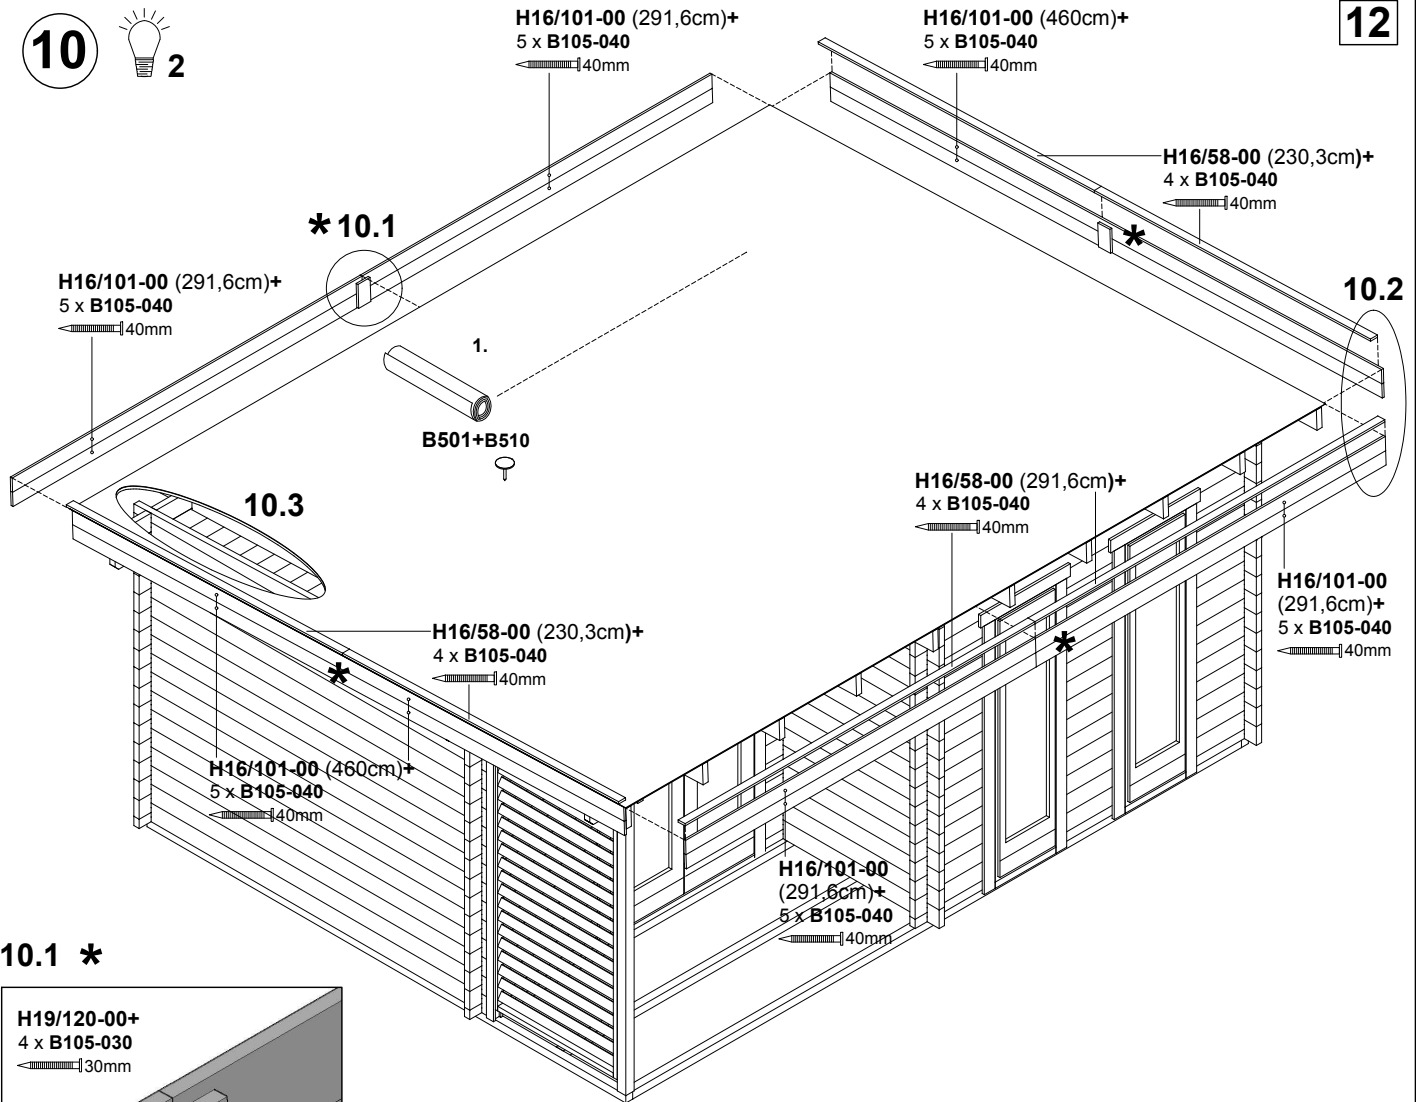 10
2
12
H16/101-00 (291,6cm)+
5 x B105-040
40mm
H16/101-00 (460cm)+
5 x B105-040
40mm
H16/58-00 (230,3cm)+
4 x B105-040
40mm
* 10.1
*
H16/101-00 (291,6cm)+
5 x B105-040
40mm
10.2
1.
B501+B510
10.3
H16/58-00 (291,6cm)+
4 x B105-040
40mm
H16/101-00
(291,6cm)+
5 x B105-040
40mm
H16/58-00 (230,3cm)+
4 x B105-040
40mm
*
*
H16/101-00 (460cm)+
5 x B105-040
40mm
H16/101-00
(291,6cm)+
5 x B105-040
40mm
10.1 *
H19/120-00+
4 x B105-030
30mm